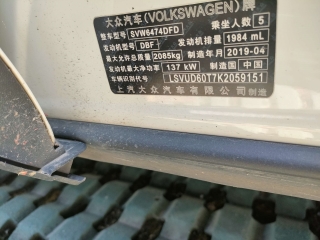 大众汽车(VOLKSWAGEN)牌
整车型号 SVW6474DFD 乘坐人数 5
发动机型号 DBF 发动机排量 1984 mL
最大允许总质量 2085kg 制造年月 2019-04
发动机最大净功率 137 kW 制造国 中国
车辆识别代号 LSVUD60T7K2059151
上汽大众汽车有限公司制造